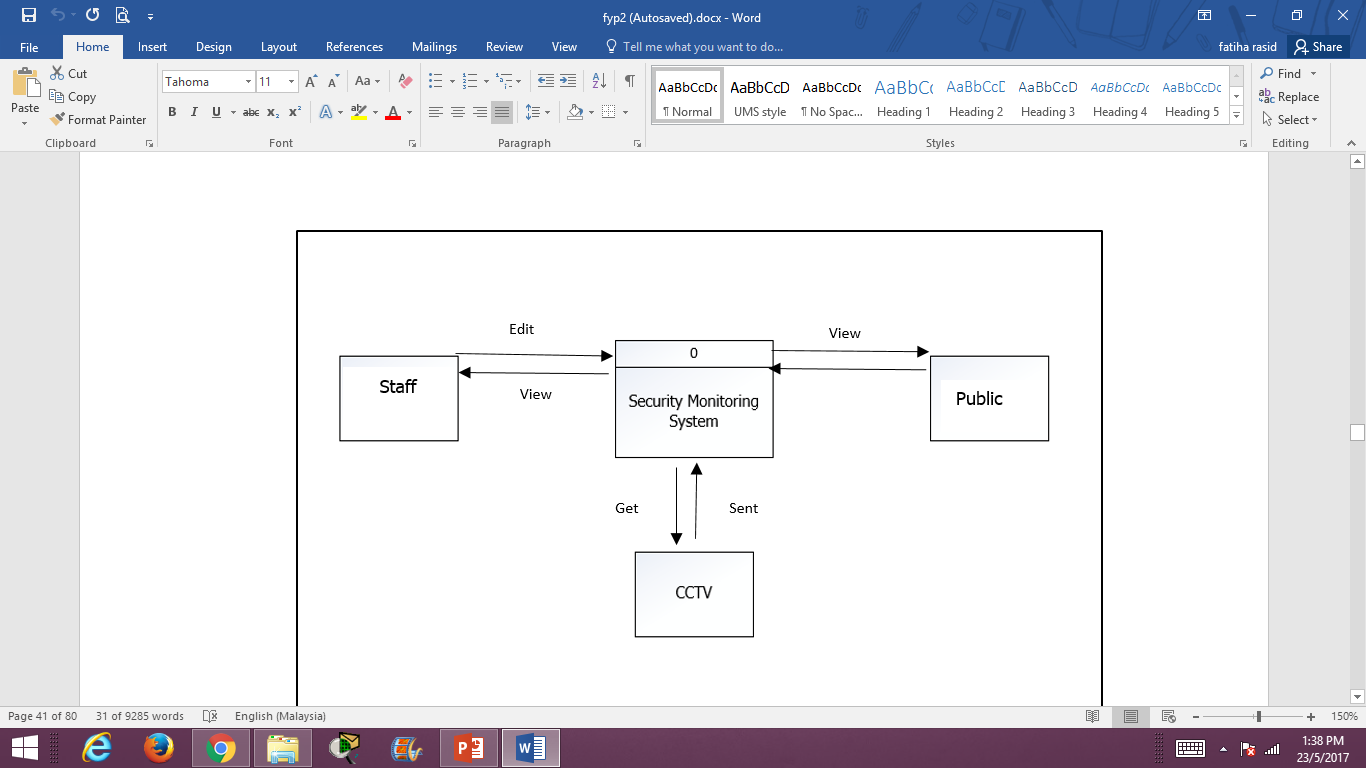 fyp2 (Autosaved).docx - Word
File Home Insert Design Layout References Mailings Review View Tell me what you want to do... fatiha rasid Share
Paste
Cut
Copy
Format Painter
Clipboard
Tahoma 11
Font
Paragraph
AaBbCcDc AaBbCcD AaBbCcDc AaBbCc AaBbCcD AaBbCcD AaBbCcDc AaBbCcDc
¶ Normal UMS style ¶ No Spac... Heading 1 Heading 2 Heading 3 Heading 4 Heading 5
Styles
Find
Replace
Select
Editing
Edit
View
0
Staff
View
Security Monitoring
System
Public
Get
Sent
CCTV
Page 41 of 80 31 of 9285 words English (Malaysia) 150%
1:38 PM
23/5/2017